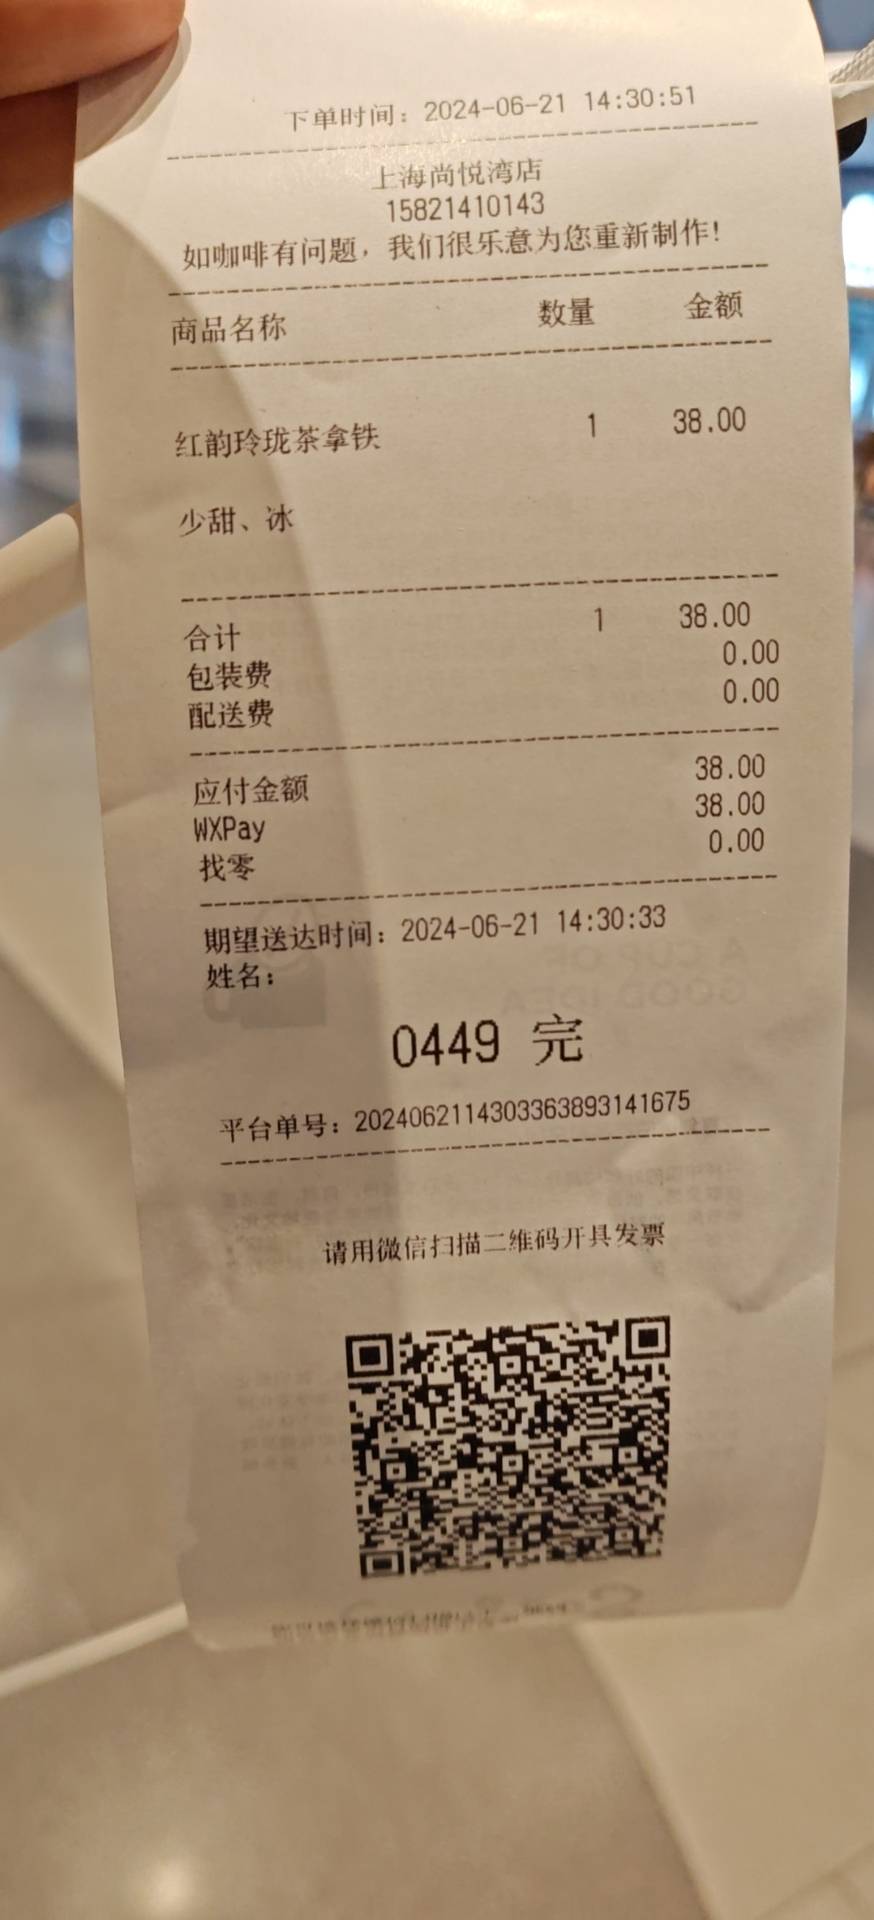 下单时间：2024-06-21 14:30:51
上海尚悦湾店
15821410143
如咖啡有问题，我们很乐意为您重新制作！
商品名称 数量 金额
红韵玲珑茶拿铁 1 38.00
少甜、冰
合计 1 38.00
包装费 0.00
配送费 0.00
应付金额 38.00
WXPay 38.00
找零 0.00
期望送达时间：2024-06-21 14:30:33
姓名：
0449 完
平台单号：20240621143033638931​41675
请用微信扫描二维码开具发票